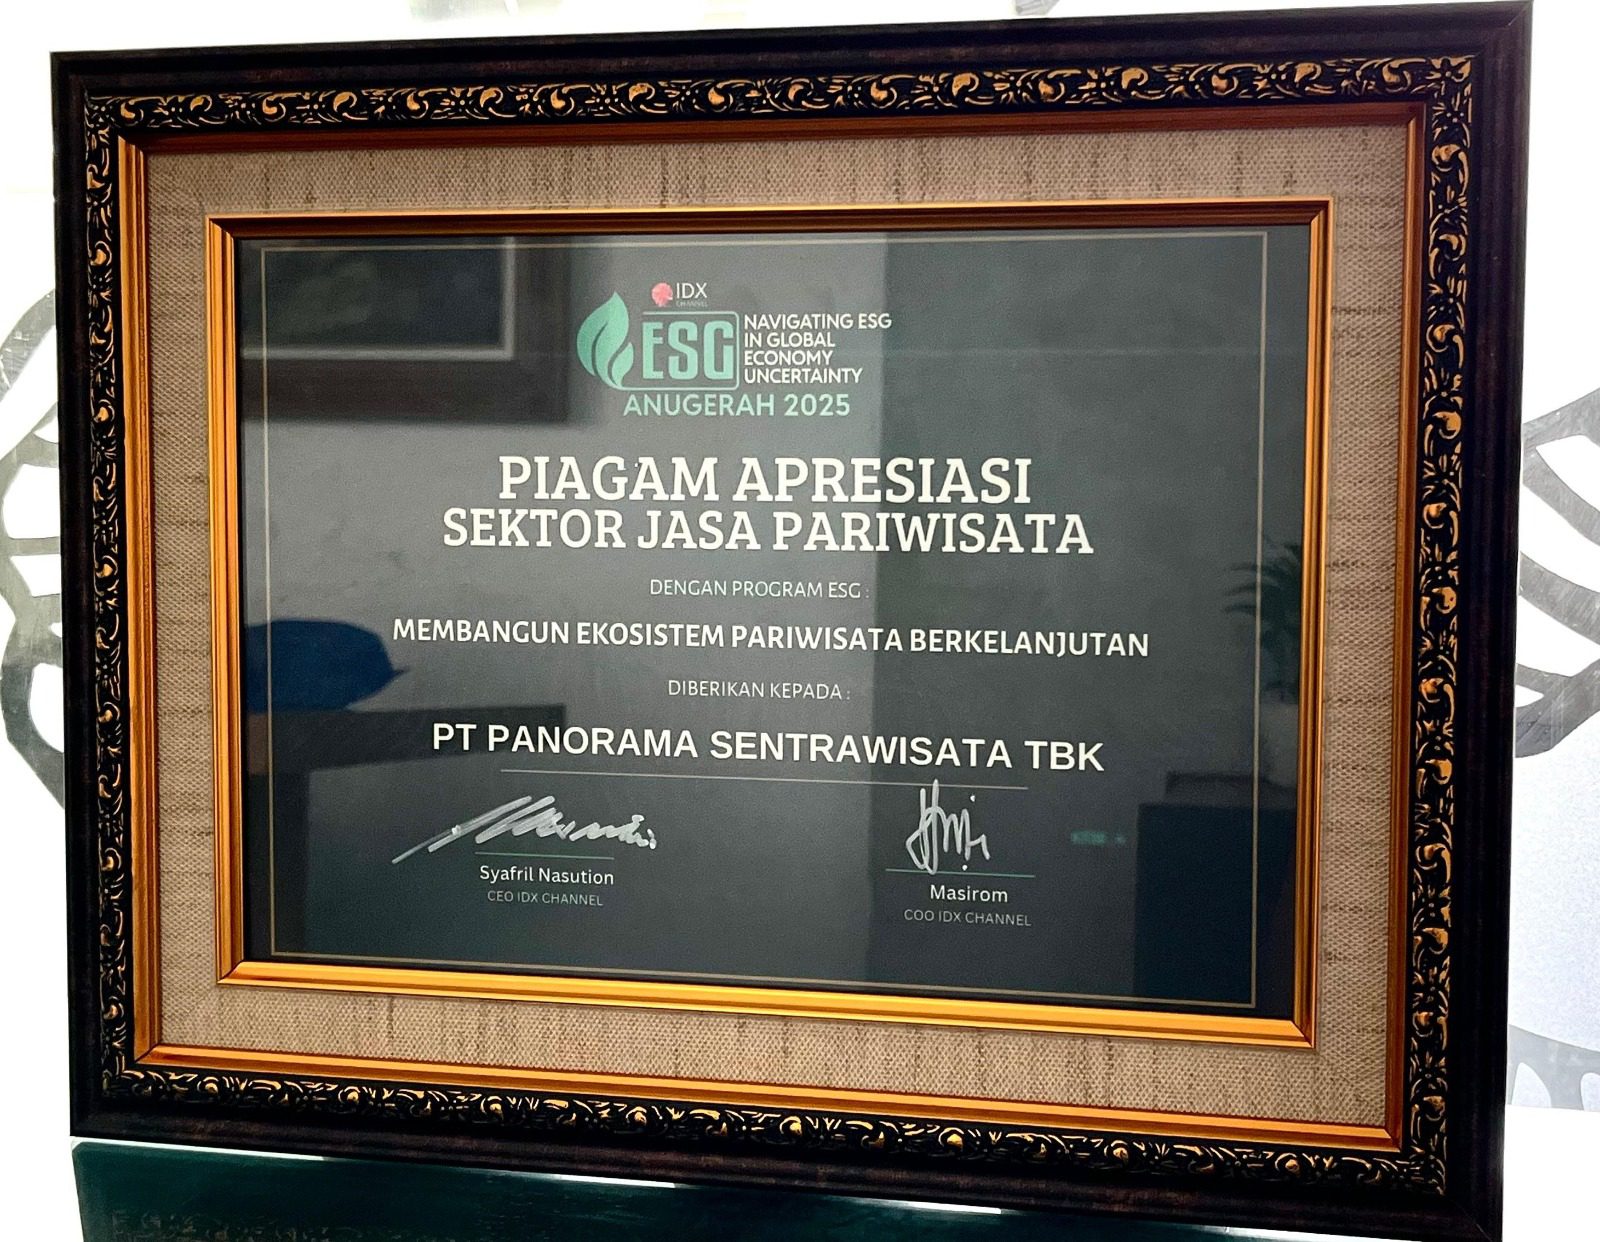 IDX
CHANNEL
ESG
NAVIGATING ESG
IN GLOBAL
ECONOMY
UNCERTAINTY
ANUGERAH 2025
PIAGAM APRESIASI
SEKTOR JASA PARIWISATA
DENGAN PROGRAM ESG :
MEMBANGUN EKOSISTEM PARIWISATA BERKELANJUTAN
DIBERIKAN KEPADA :
PT PANORAMA SENTRAWISATA TBK
Syafril Nasution
CEO IDX CHANNEL
Masirom
COO IDX CHANNEL